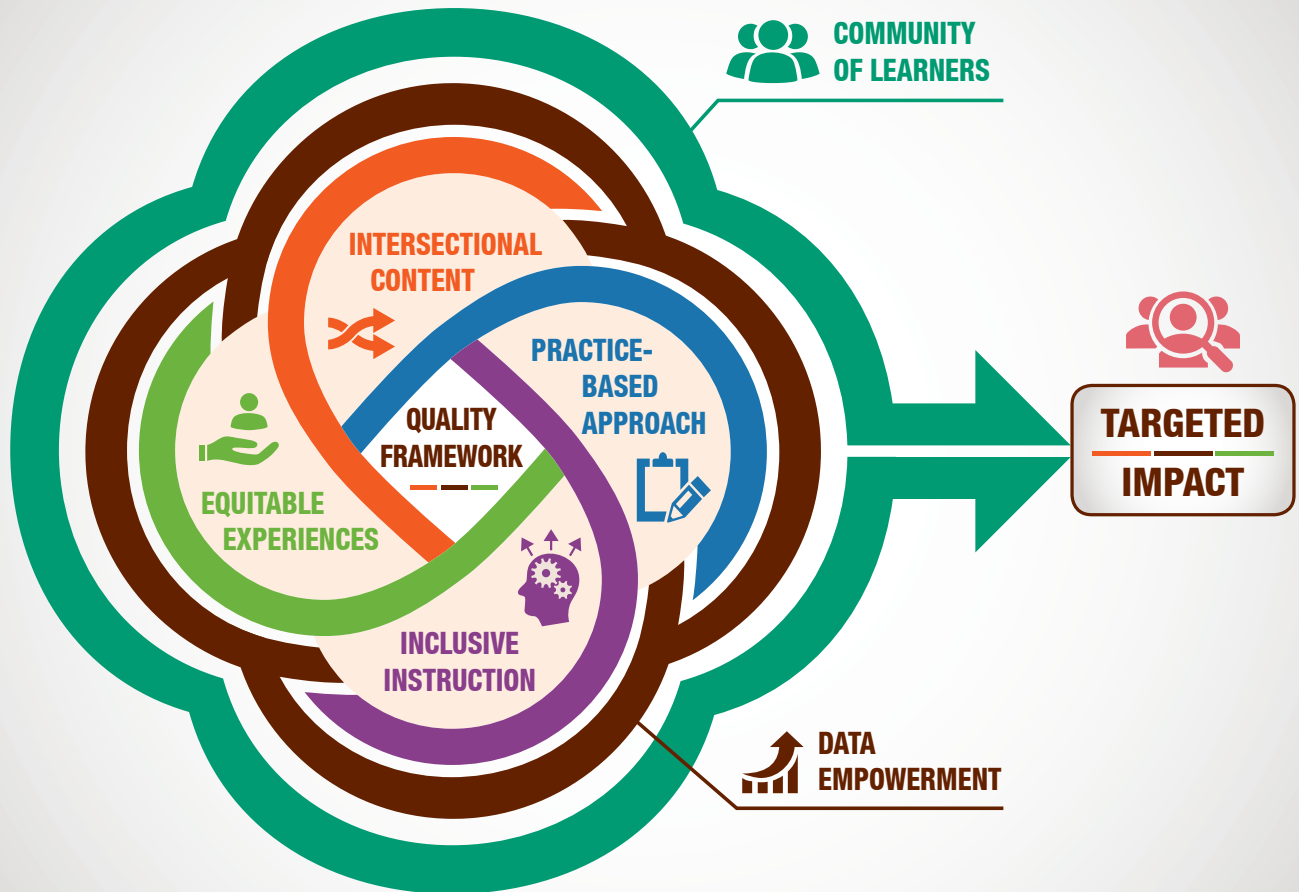 COMMUNITY
OF LEARNERS
INTERSECTIONAL
CONTENT
PRACTICE-
BASED
APPROACH
QUALITY
FRAMEWORK
EQUITABLE
EXPERIENCES
INCLUSIVE
INSTRUCTION
TARGETED
IMPACT
DATA
EMPOWERMENT